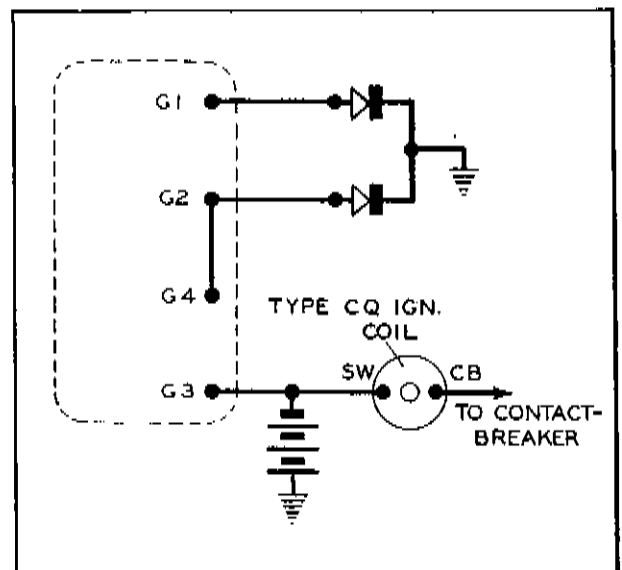 G1
G2
G4
TYPE CQ IGN.
COIL
SW
CB
G3
TO CONTACT-
BREAKER